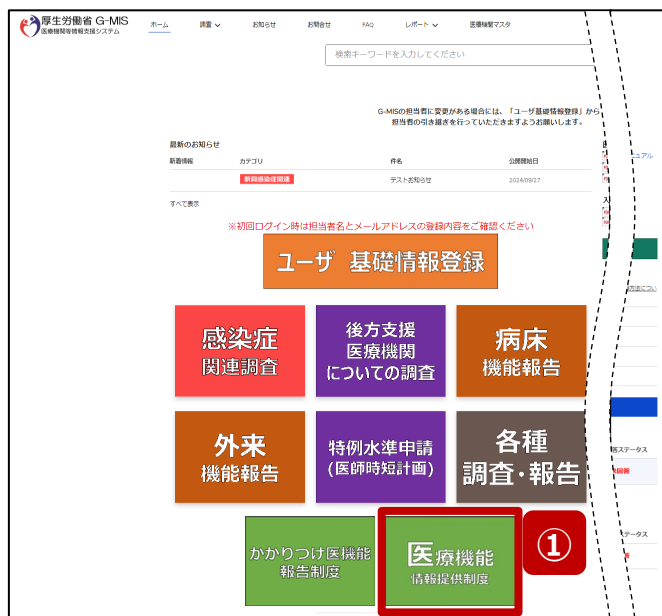 厚生労働省 G-MIS
医療機関等情報支援システム
ホーム 調査 お知らせ お問合せ FAQ レポート 医療機関マスタ
検索キーワードを入力してください
G-MISの担当者に変更がある場合には、「ユーザ基礎情報登録」から
担当者の引き継ぎを行っていただきますようお願いします。
最新のお知らせ
新着情報 カテゴリ 件名 公開開始日
新興感染症関連 テストお知らせ 2024/09/27
すべて表示
※初回ログイン時は担当者名とメールアドレスの登録内容をご確認ください
ユーザ 基礎情報登録
感染症
関連調査
後方支援
医療機関
についての調査
病床
機能報告
外来
機能報告
特例水準申請
(医師時短計画)
各種
調査・報告
かかりつけ医機能
報告制度
医療機能
情報提供制度
①
ュアル
方法につい
答ステータス
回答
テータス